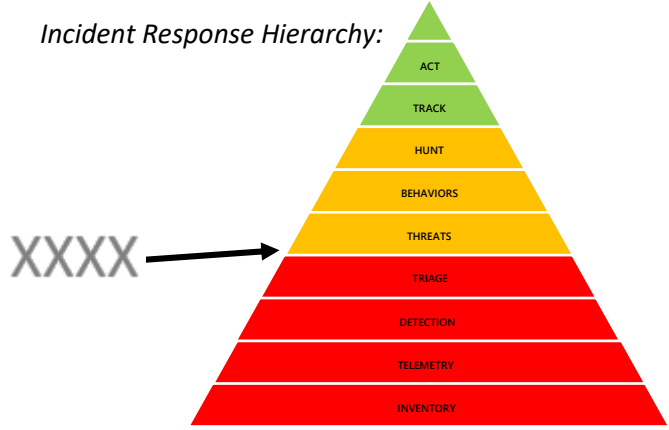 Incident Response Hierarchy:
ACT
TRACK
HUNT
BEHAVIORS
THREATS
XXXX
TRIAGE
DETECTION
TELEMETRY
INVENTORY